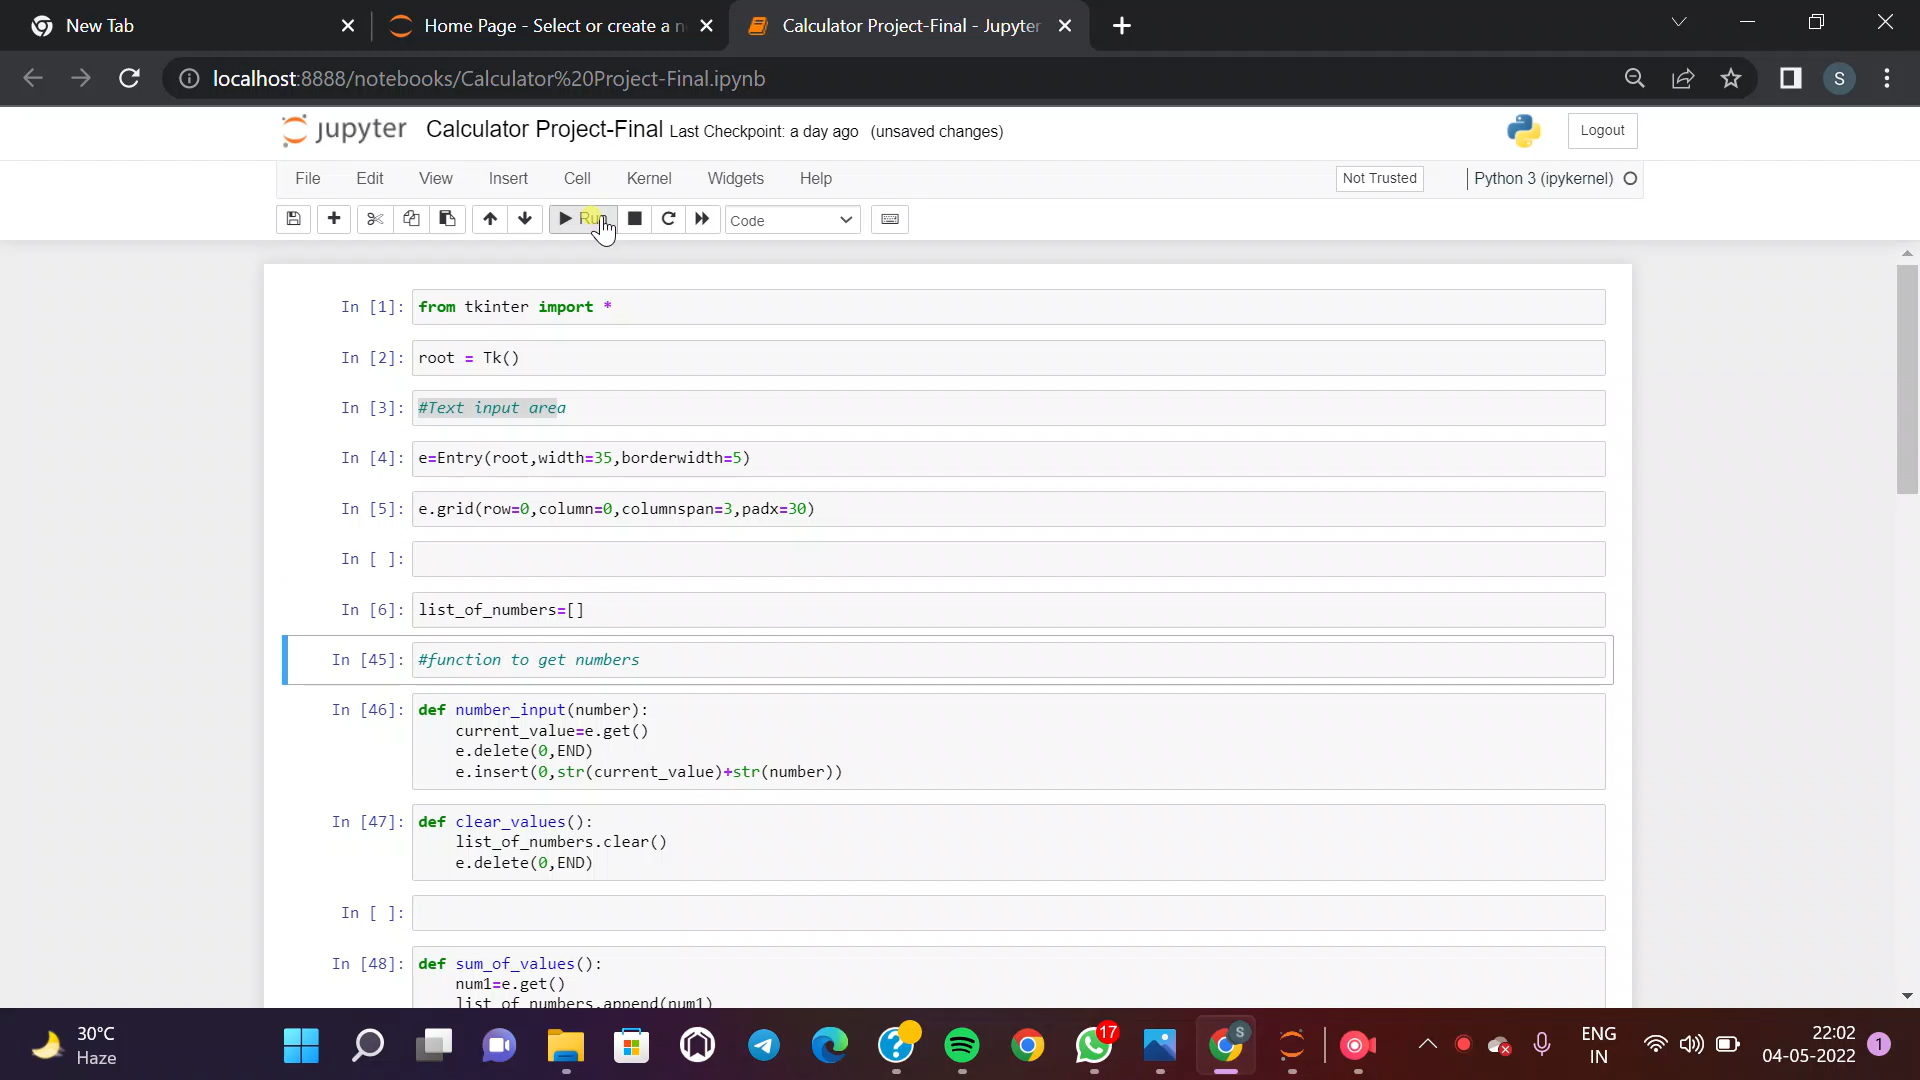 New Tab
Home Page - Select or create a n
Calculator Project-Final - Jupyter
localhost:8888/notebooks/Calculator%20Project-Final.ipynb
S
jupyter Calculator Project-Final Last Checkpoint: a day ago (unsaved changes)
Logout
File Edit View Insert Cell Kernel Widgets Help
Not Trusted
Python 3 (ipykernel)
Run
Code
In [1]: from tkinter import *
In [2]: root = Tk()
In [3]: #Text input area
In [4]: e=Entry(root,width=35,borderwidth=5)
In [5]: e.grid(row=0,column=0,columnspan=3,padx=30)
In [ ]:
In [6]: list_of_numbers=[]
In [45]: #function to get numbers
In [46]: def number_input(number):
current_value=e.get()
e.delete(0,END)
e.insert(0,str(current_value)+str(number))
In [47]: def clear_values():
list_of_numbers.clear()
e.delete(0,END)
In [ ]:
In [48]: def sum_of_values():
num1=e.get()
list_of_numbers.append(num1)
30°C
Haze
17
S
ENG
IN
22:02
04-05-2022
1